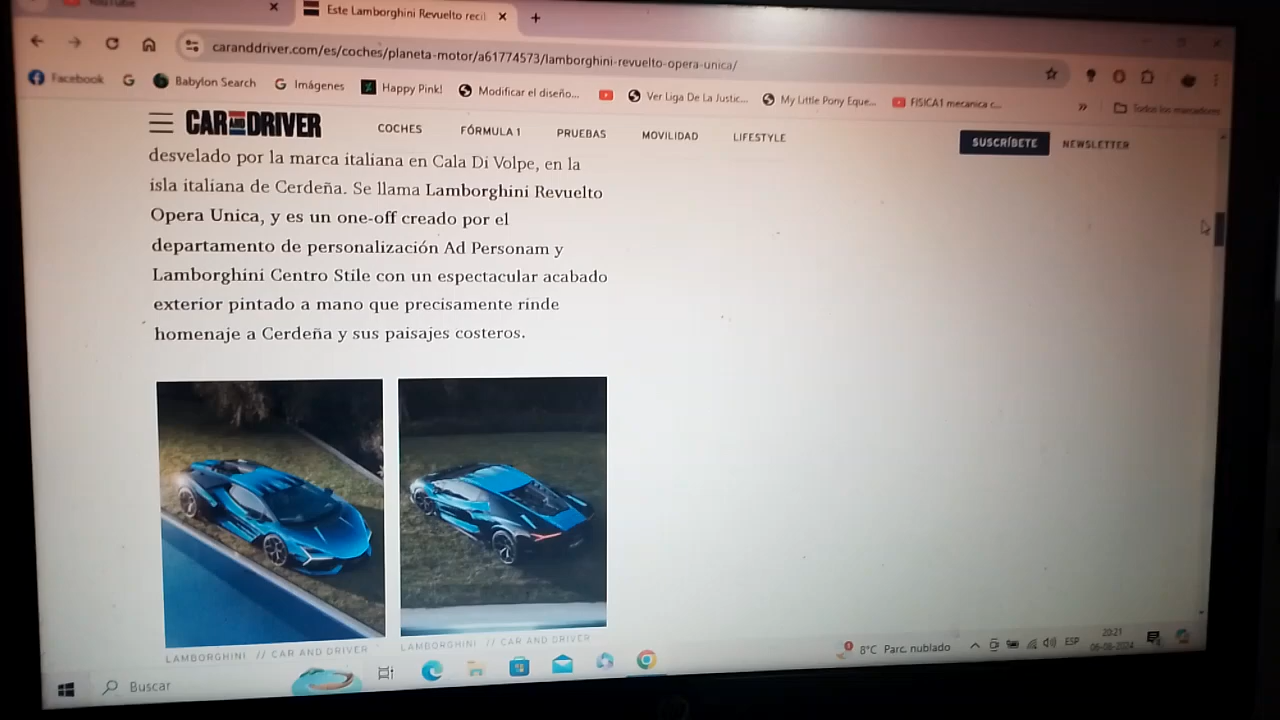 YouTube
Este Lamborghini Revuelto recil
caranddriver.com/es/coches/planeta-motor/a61774573/lamborghini-revuelto-opera-unica/
Facebook
Babylon Search
Imágenes
Happy Pink!
Modificar el diseño...
Ver Liga De La Justic...
My Little Pony Eque...
FISICA1 mecanica c...
Todos los marcadores
CAR AND DRIVER
COCHES
FÓRMULA 1
PRUEBAS
MOVILIDAD
LIFESTYLE
SUSCRÍBETE
NEWSLETTER
desvelado por la marca italiana en Cala Di Volpe, en la
isla italiana de Cerdeña. Se llama Lamborghini Revuelto
Opera Unica, y es un one-off creado por el
departamento de personalización Ad Personam y
Lamborghini Centro Stile con un espectacular acabado
exterior pintado a mano que precisamente rinde
homenaje a Cerdeña y sus paisajes costeros.
LAMBORGHINI // CAR AND DRIVER
LAMBORGHINI // CAR AND DRIVER
Buscar
8°C Parc. nublado
ESP
20:21
06-08-2024